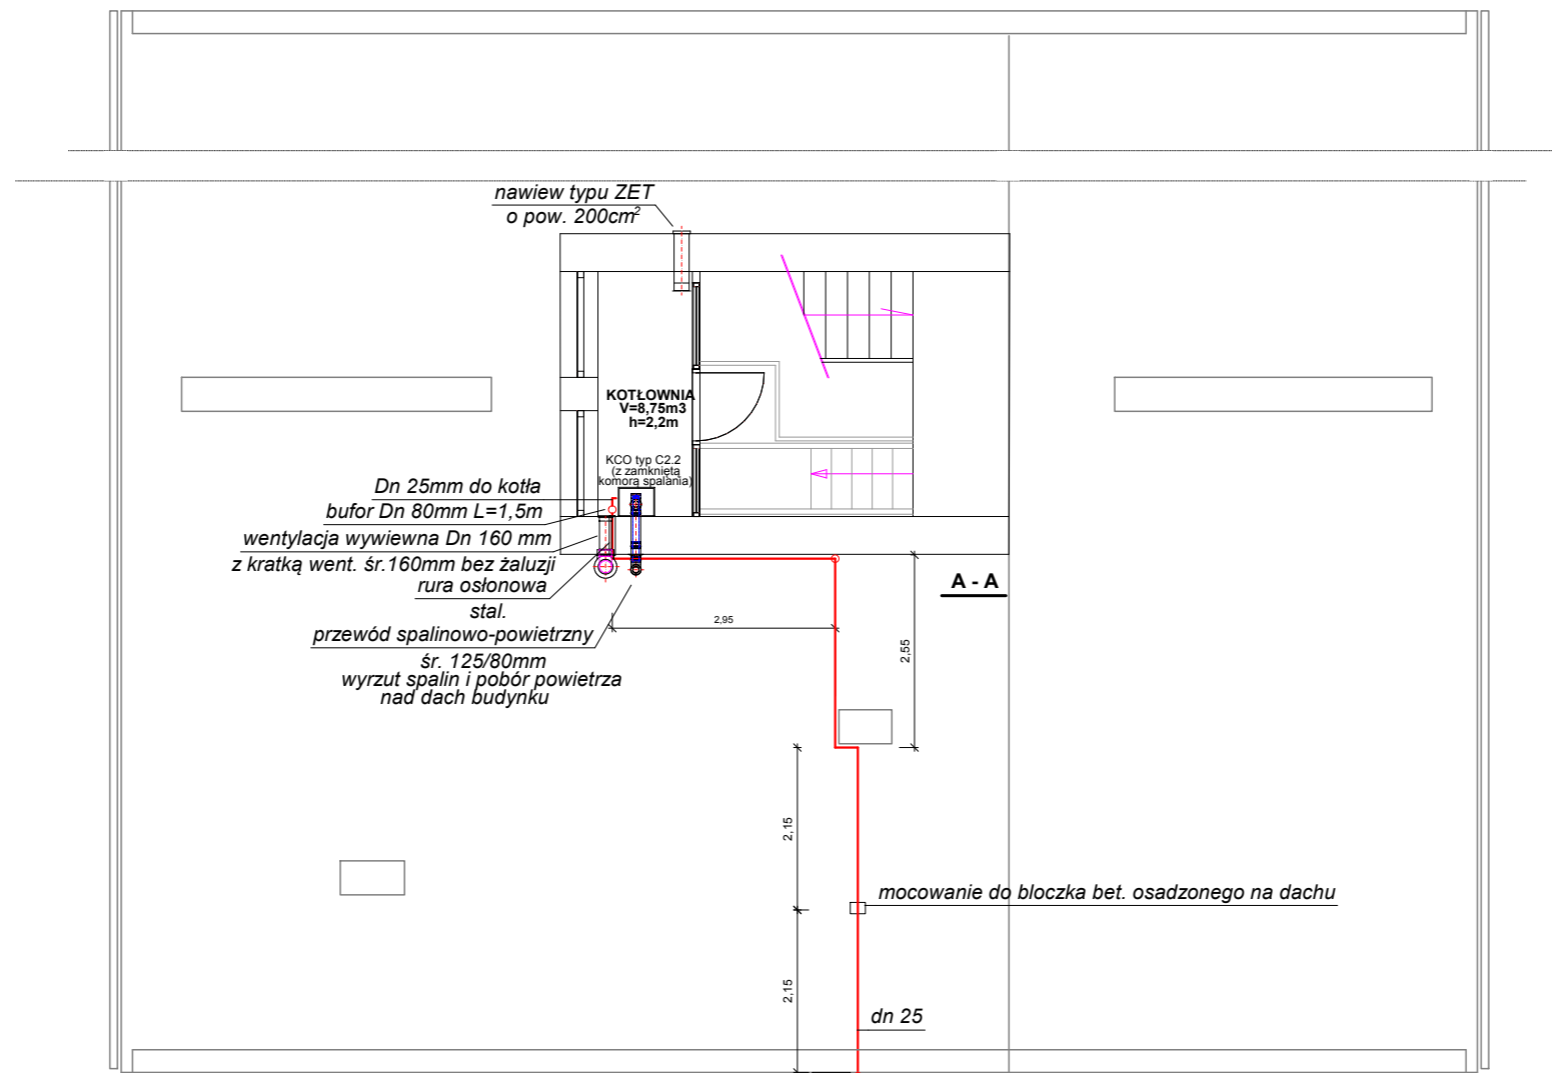 nawiew typu ZET
o pow. 200cm²
KOTŁOWNIA
V=8,75m3
h=2,2m
KCO typ C2.2
(z zamkniętą
komorą spalania)
Dn 25mm do kotła
bufor Dn 80mm L=1,5m
wentylacja wywiewna Dn 160 mm
z kratką went. śr.160mm bez żaluzji
rura osłonowa
stal.
przewód spalinowo-powietrzny
śr. 125/80mm
wyrzut spalin i pobór powietrza
nad dach budynku
A - A
2,95
2,55
2,15
mocowanie do bloczka bet. osadzonego na dachu
2,15
dn 25